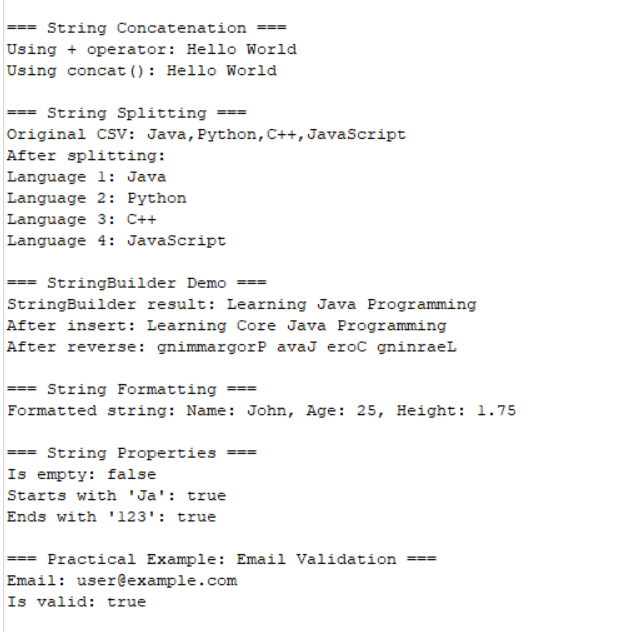 === String Concatenation ===
Using + operator: Hello World
Using concat(): Hello World
=== String Splitting ===
Original CSV: Java,Python,C++,JavaScript
After splitting:
Language 1: Java
Language 2: Python
Language 3: C++
Language 4: JavaScript
=== StringBuilder Demo ===
StringBuilder result: Learning Java Programming
After insert: Learning Core Java Programming
After reverse: gnimmargorP avaJ eroC gninraeL
=== String Formatting ===
Formatted string: Name: John, Age: 25, Height: 1.75
=== String Properties ===
Is empty: false
Starts with 'Ja': true
Ends with '123': true
=== Practical Example: Email Validation ===
Email: user@example.com
Is valid: true